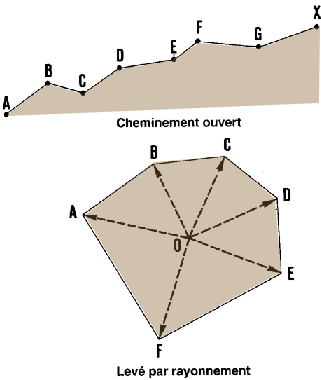 X
F
G
E
D
B
C
A
Cheminement ouvert
C
B
D
A
O
E
F
Levé par rayonnement